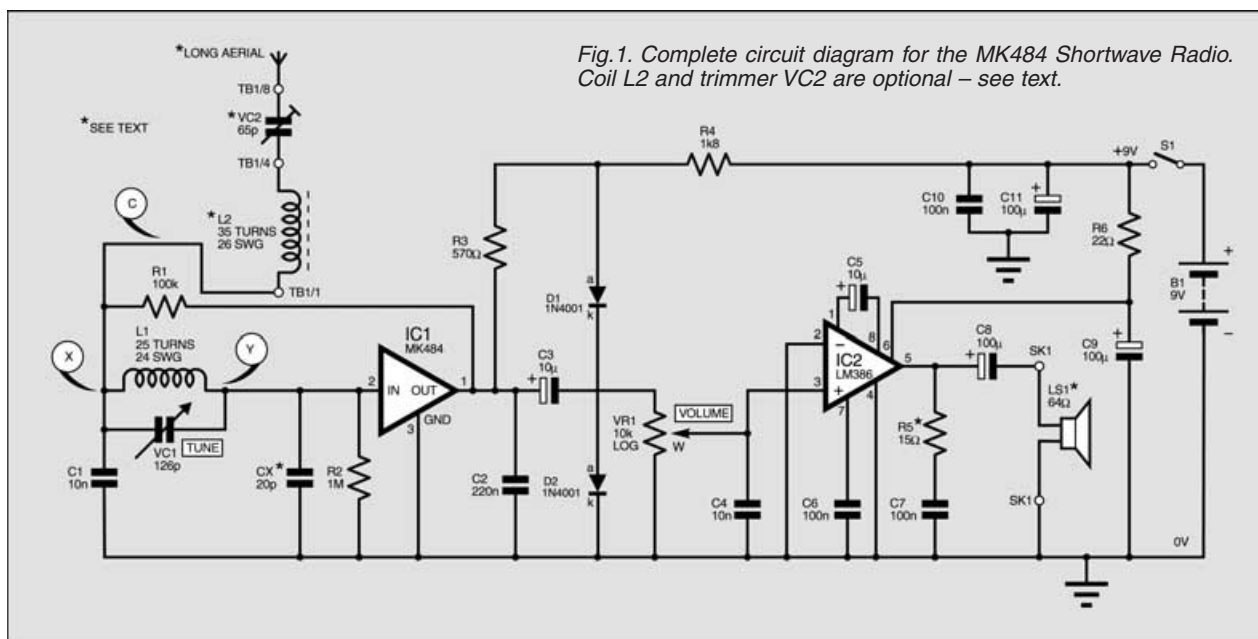 Fig.1. Complete circuit diagram for the MK484 Shortwave Radio.
Coil L2 and trimmer VC2 are optional – see text.
*LONG AERIAL
TB1/8
*VC2
65p
*SEE TEXT
TB1/4
C
*L2
35 TURNS
26 SWG
TB1/1
R1
100k
X
L1
25 TURNS
24 SWG
Y
VC1
126p
TUNE
C1
10n
CX*
20p
R2
1M
IC1
MK484
2
IN OUT
1
GND
3
R3
570Ω
C2
220n
C3
10µ
+
R4
1k8
a
D1
1N4001
k
a
D2
1N4001
k
VR1
10k
LOG
W
VOLUME
C4
10n
C5
10µ
+
1
8
2
−
6
IC2
LM386
5
3
+
4
7
C6
100n
R5*
15Ω
C7
100n
C8
100µ
+
SK1
LS1*
64Ω
SK1
C10
100n
C11
100µ
+
+9V
S1
R6
22Ω
C9
100µ
+
B1
9V
+
−
0V